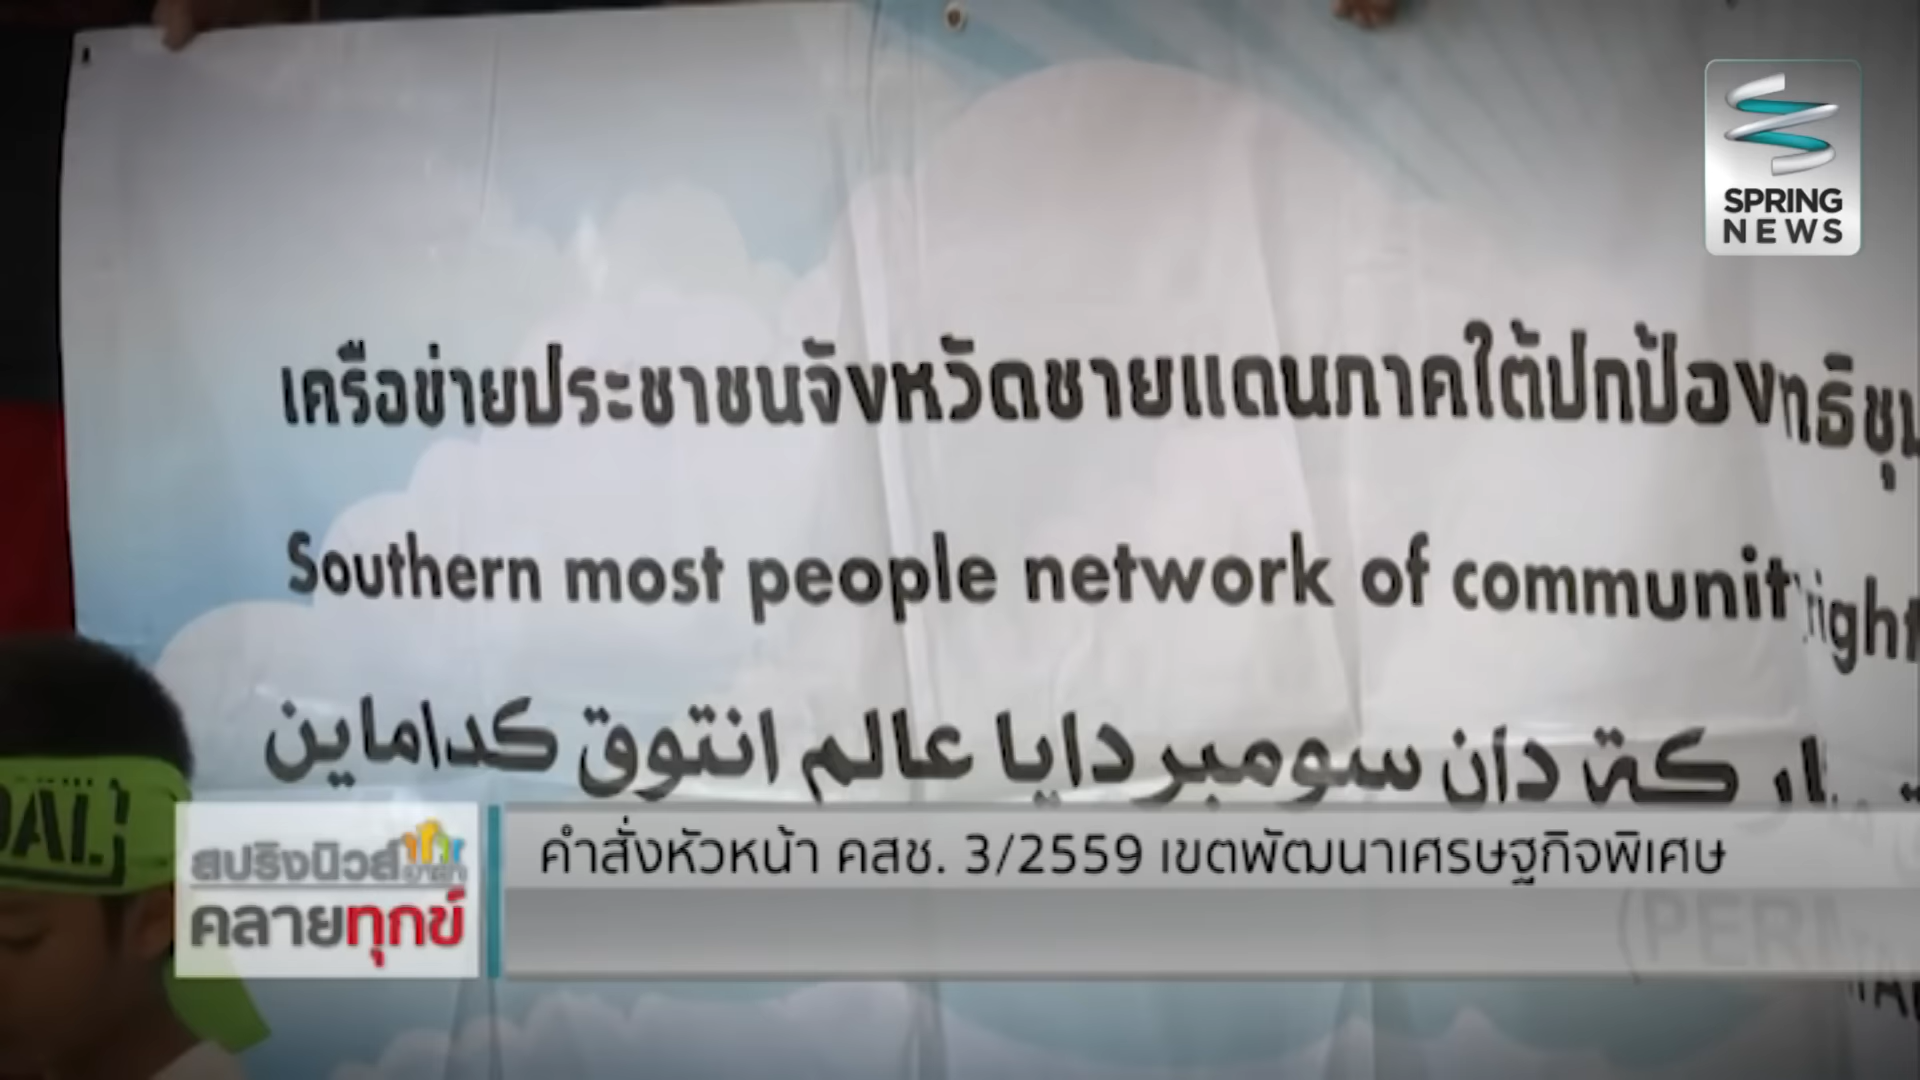 SPRING
NEWS
เครือข่ายประชาชนจังหวัดชายแดนภาคใต้ปกป้อง
Southern most people network of communit right
دان سومبر دايا عالم انتوق كداماين
คำสั่งหัวหน้า คสช. 3/2559 เขตพัฒนาเศรษฐกิจพิเศษ
สปริงนิวส์
คลายทุกข์